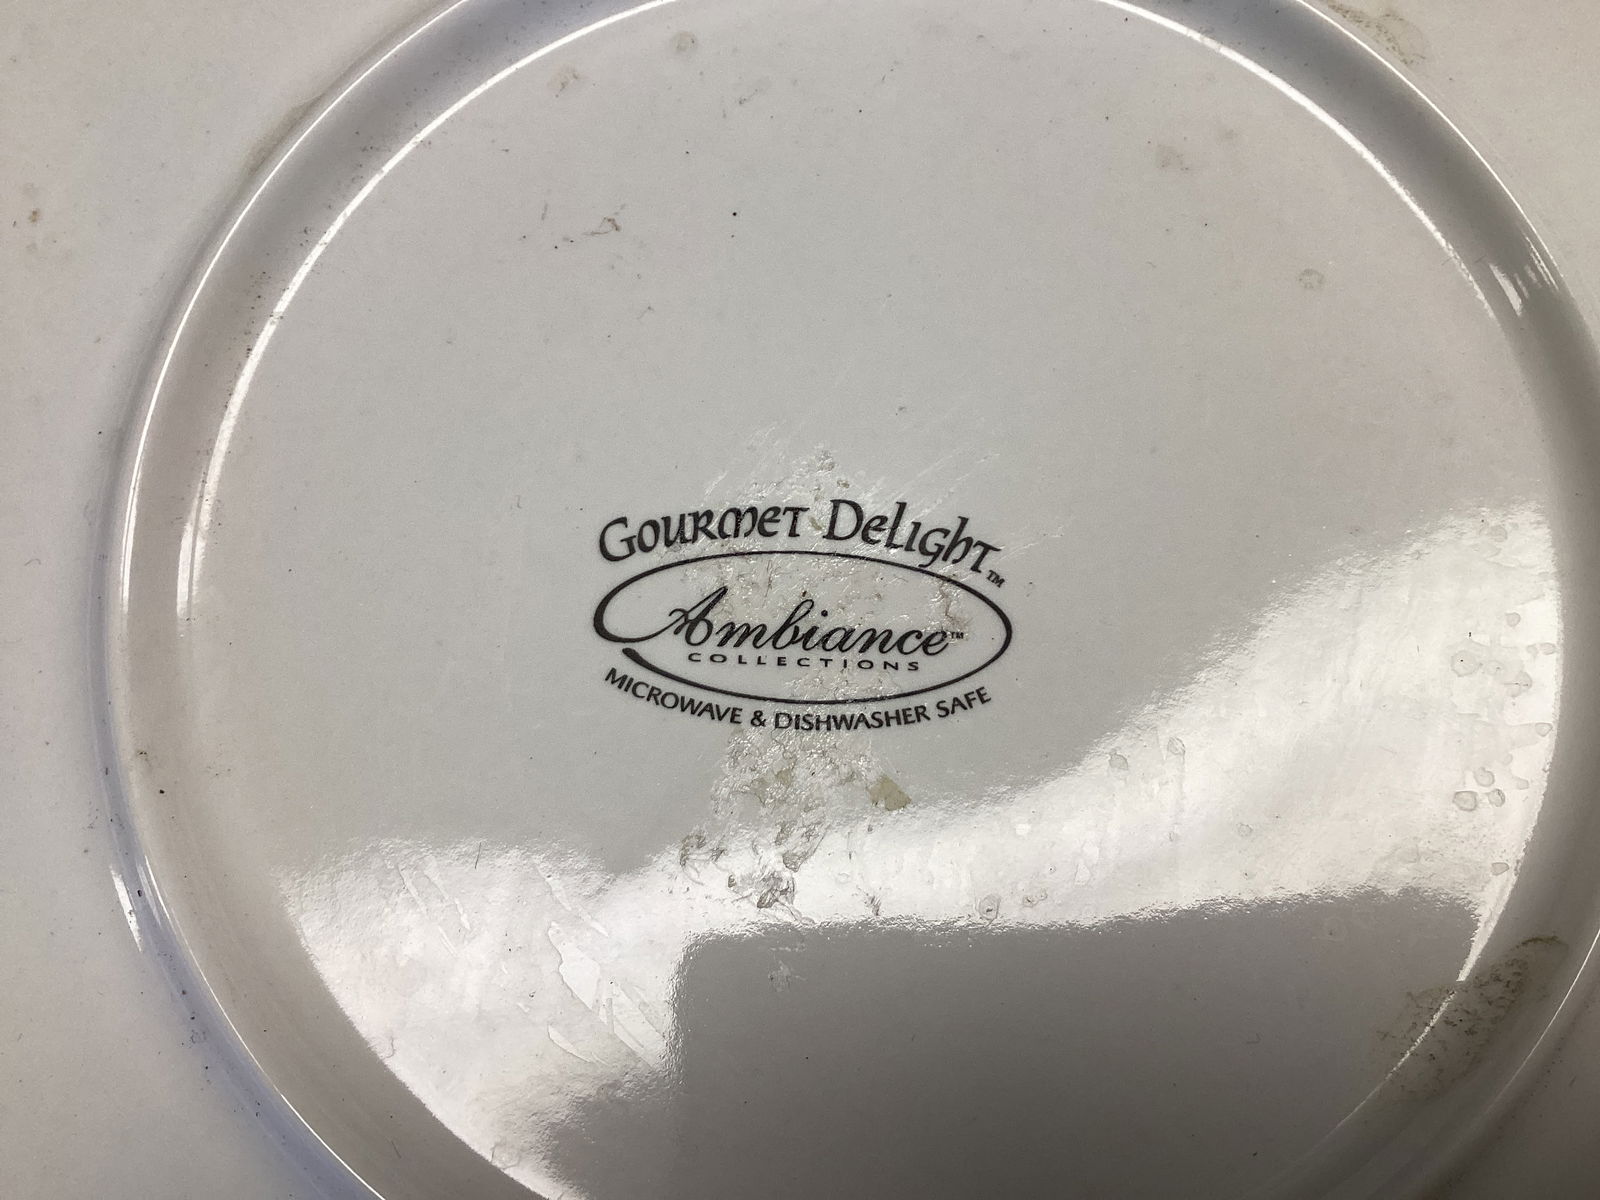 Gourmet Delight™
Ambiance™
COLLECTIONS
MICROWAVE & DISHWASHER SAFE